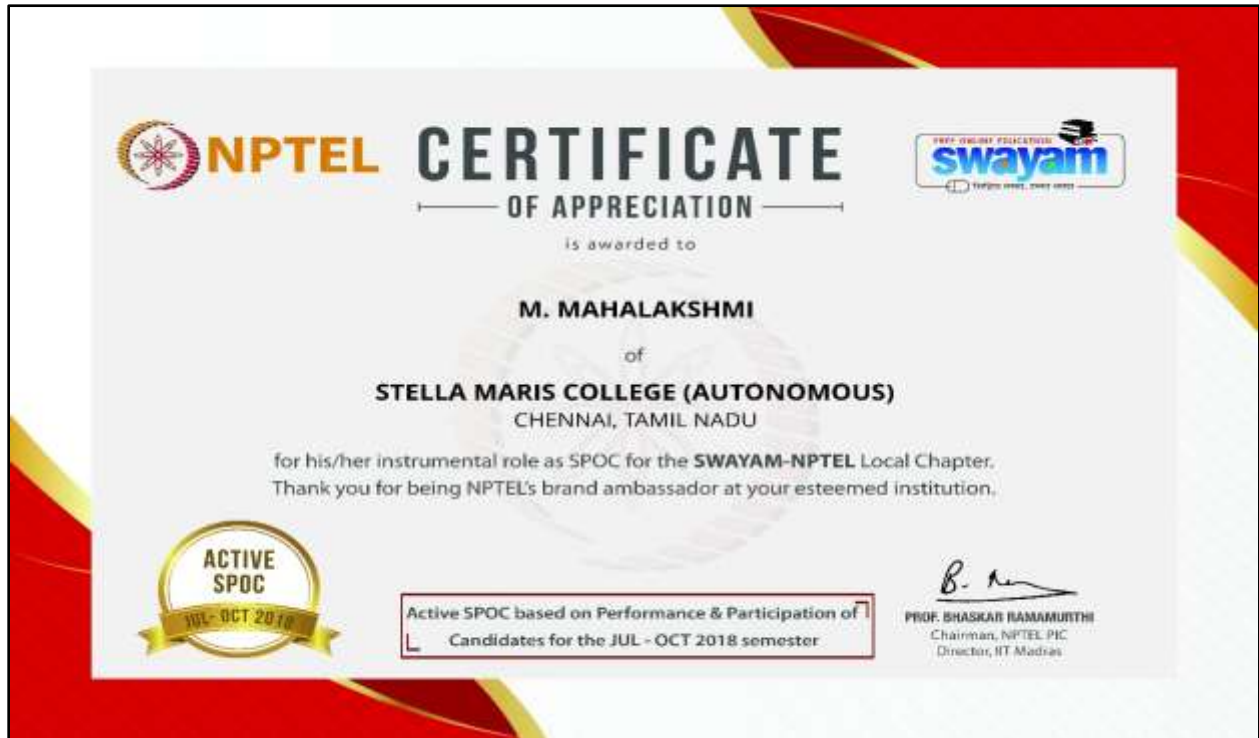 NPTEL
CERTIFICATE
OF APPRECIATION
FREE ONLINE EDUCATION
swayam
is awarded to
M. MAHALAKSHMI
of
STELLA MARIS COLLEGE (AUTONOMOUS)
CHENNAI, TAMIL NADU
for his/her instrumental role as SPOC for the SWAYAM-NPTEL Local Chapter.
Thank you for being NPTEL's brand ambassador at your esteemed institution.
ACTIVE
SPOC
JUL- OCT 2018
Active SPOC based on Performance & Participation of
Candidates for the JUL - OCT 2018 semester
PROF. BHASKAR RAMAMURTHI
Chairman, NPTEL PIC
Director, IIT Madras